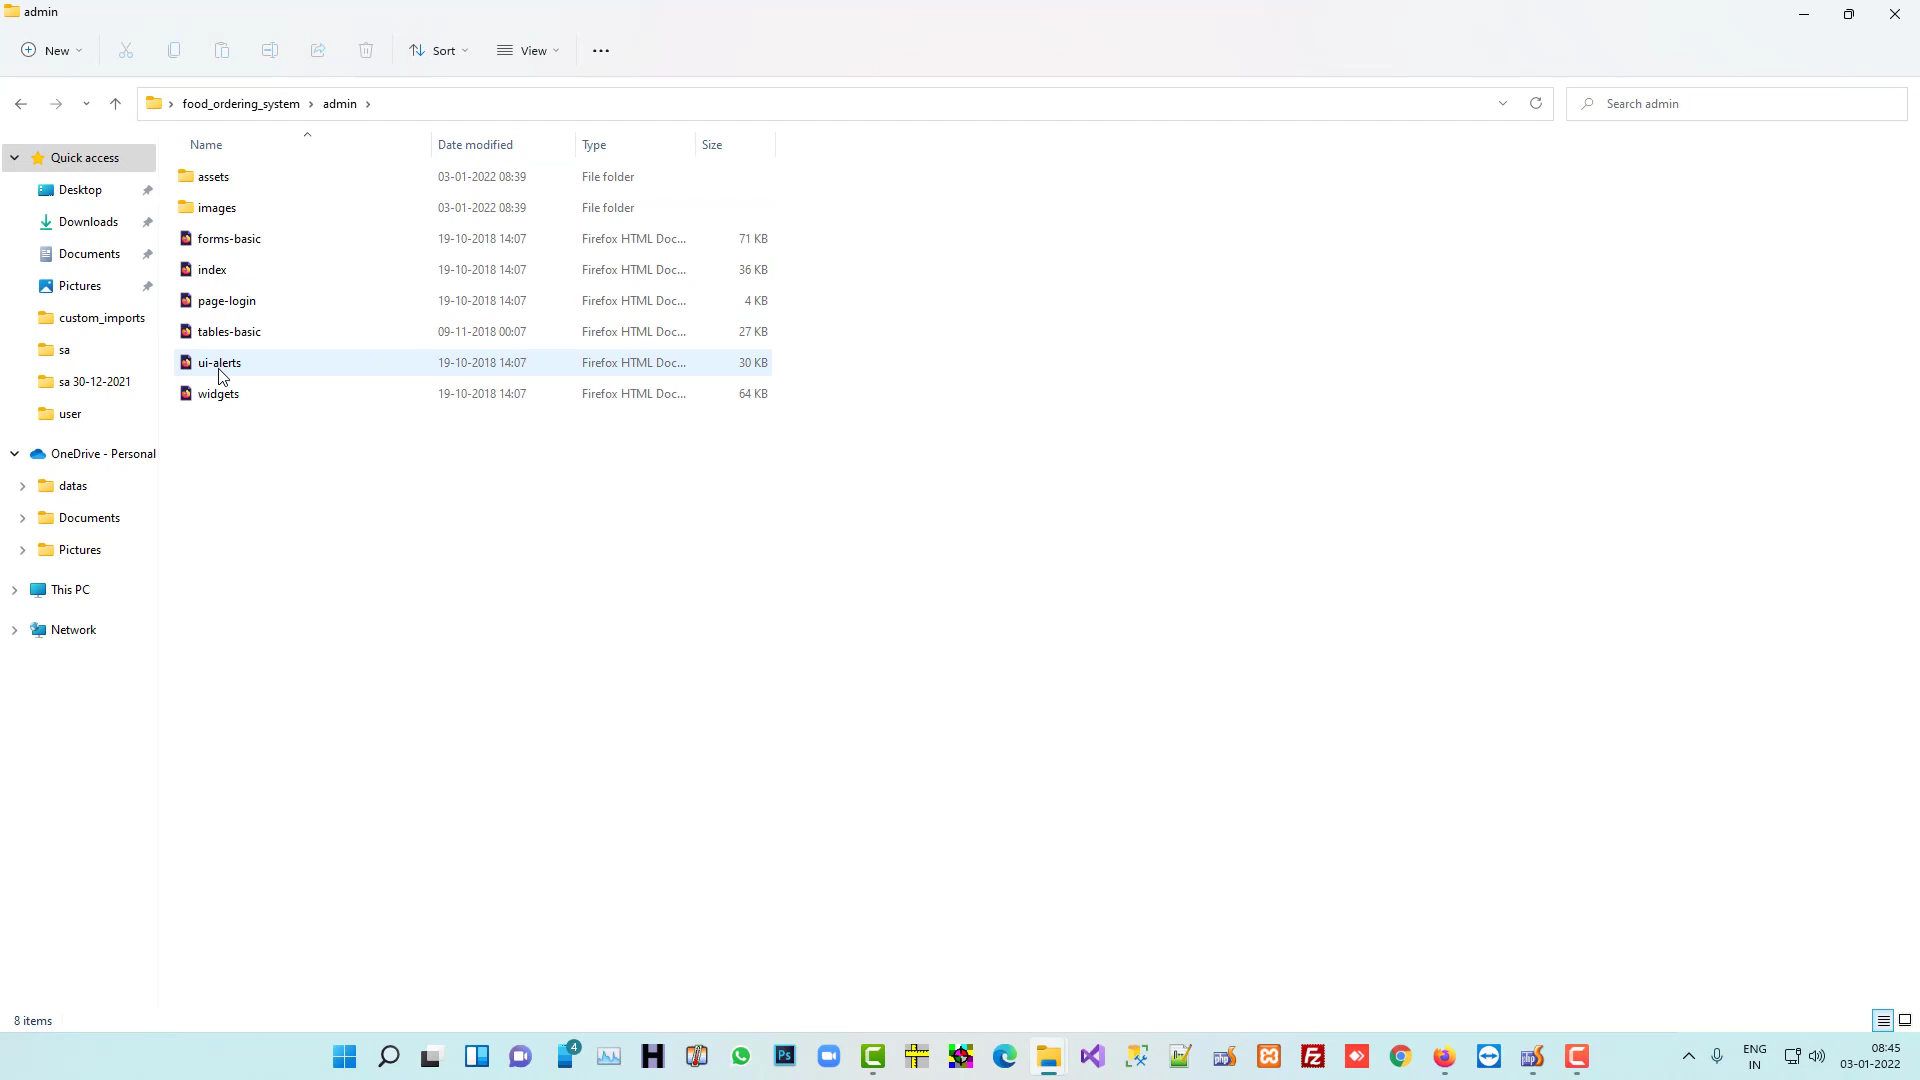 admin
New
Sort
View
food_ordering_system
admin
Search admin
Name
Date modified
Type
Size
Quick access
Desktop
Downloads
Documents
Pictures
custom_imports
sa
sa 30-12-2021
user
OneDrive - Personal
datas
Documents
Pictures
This PC
Network
assets 03-01-2022 08:39 File folder
images 03-01-2022 08:39 File folder
forms-basic 19-10-2018 14:07 Firefox HTML Doc... 71 KB
index 19-10-2018 14:07 Firefox HTML Doc... 36 KB
page-login 19-10-2018 14:07 Firefox HTML Doc... 4 KB
tables-basic 09-11-2018 00:07 Firefox HTML Doc... 27 KB
ui-alerts 19-10-2018 14:07 Firefox HTML Doc... 30 KB
widgets 19-10-2018 14:07 Firefox HTML Doc... 64 KB
8 items
4
H
Ps
php
FZ
php
ENG
IN
08:45
03-01-2022